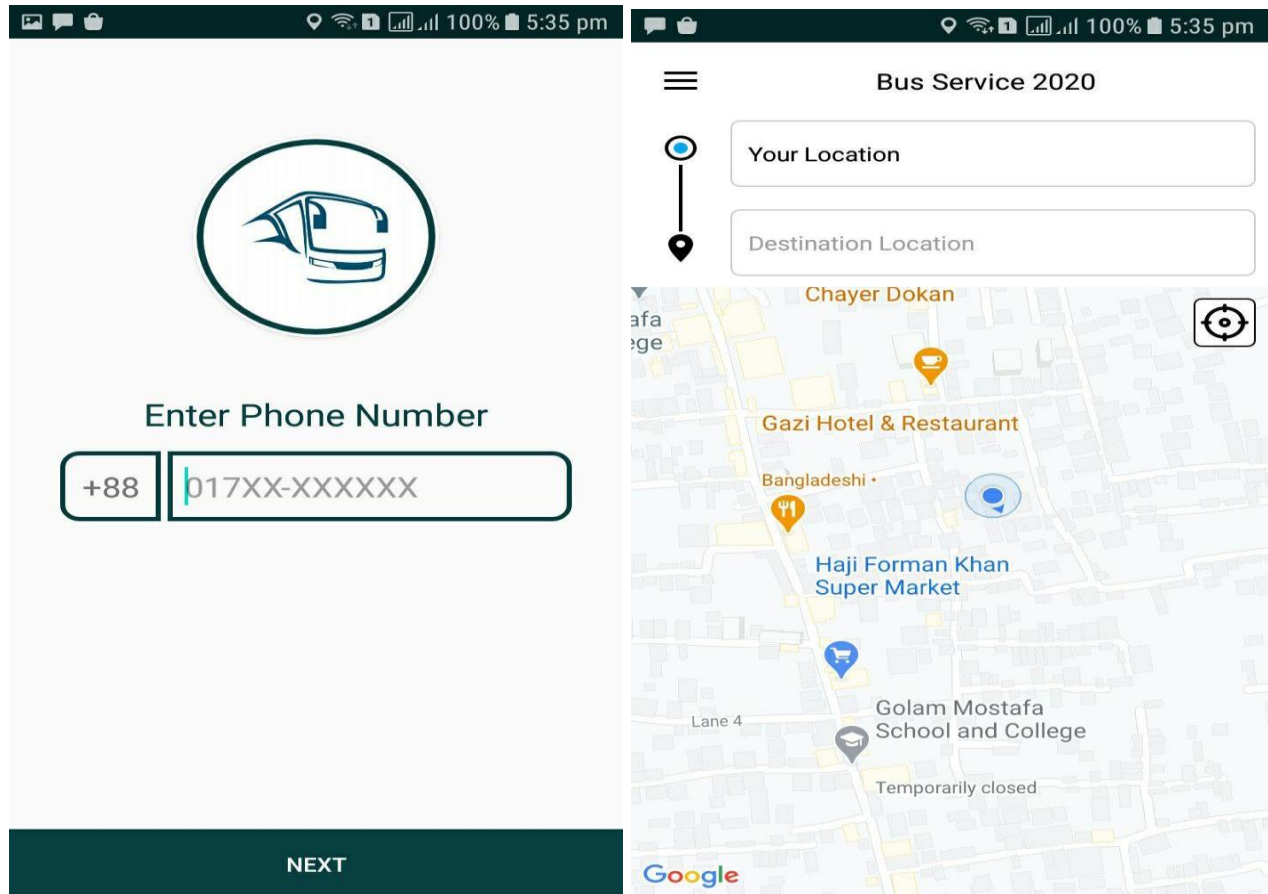 100% 5:35 pm
Enter Phone Number
+88 017XX-XXXXXX
NEXT
100% 5:35 pm
Bus Service 2020
Your Location
Destination Location
Chayer Dokan
afa
ege
Gazi Hotel & Restaurant
Bangladeshi •
Haji Forman Khan
Super Market
Golam Mostafa
School and College
Lane 4
Temporarily closed
Google